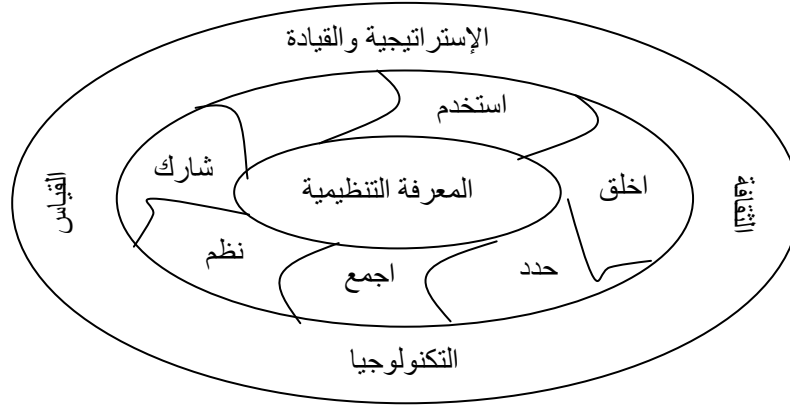 الإستراتيجية والقيادة
استخدم
شارك
اخلق
المعرفة التنظيمية
القياس
الثقافة
نظم
حدد
اجمع
التكنولوجيا